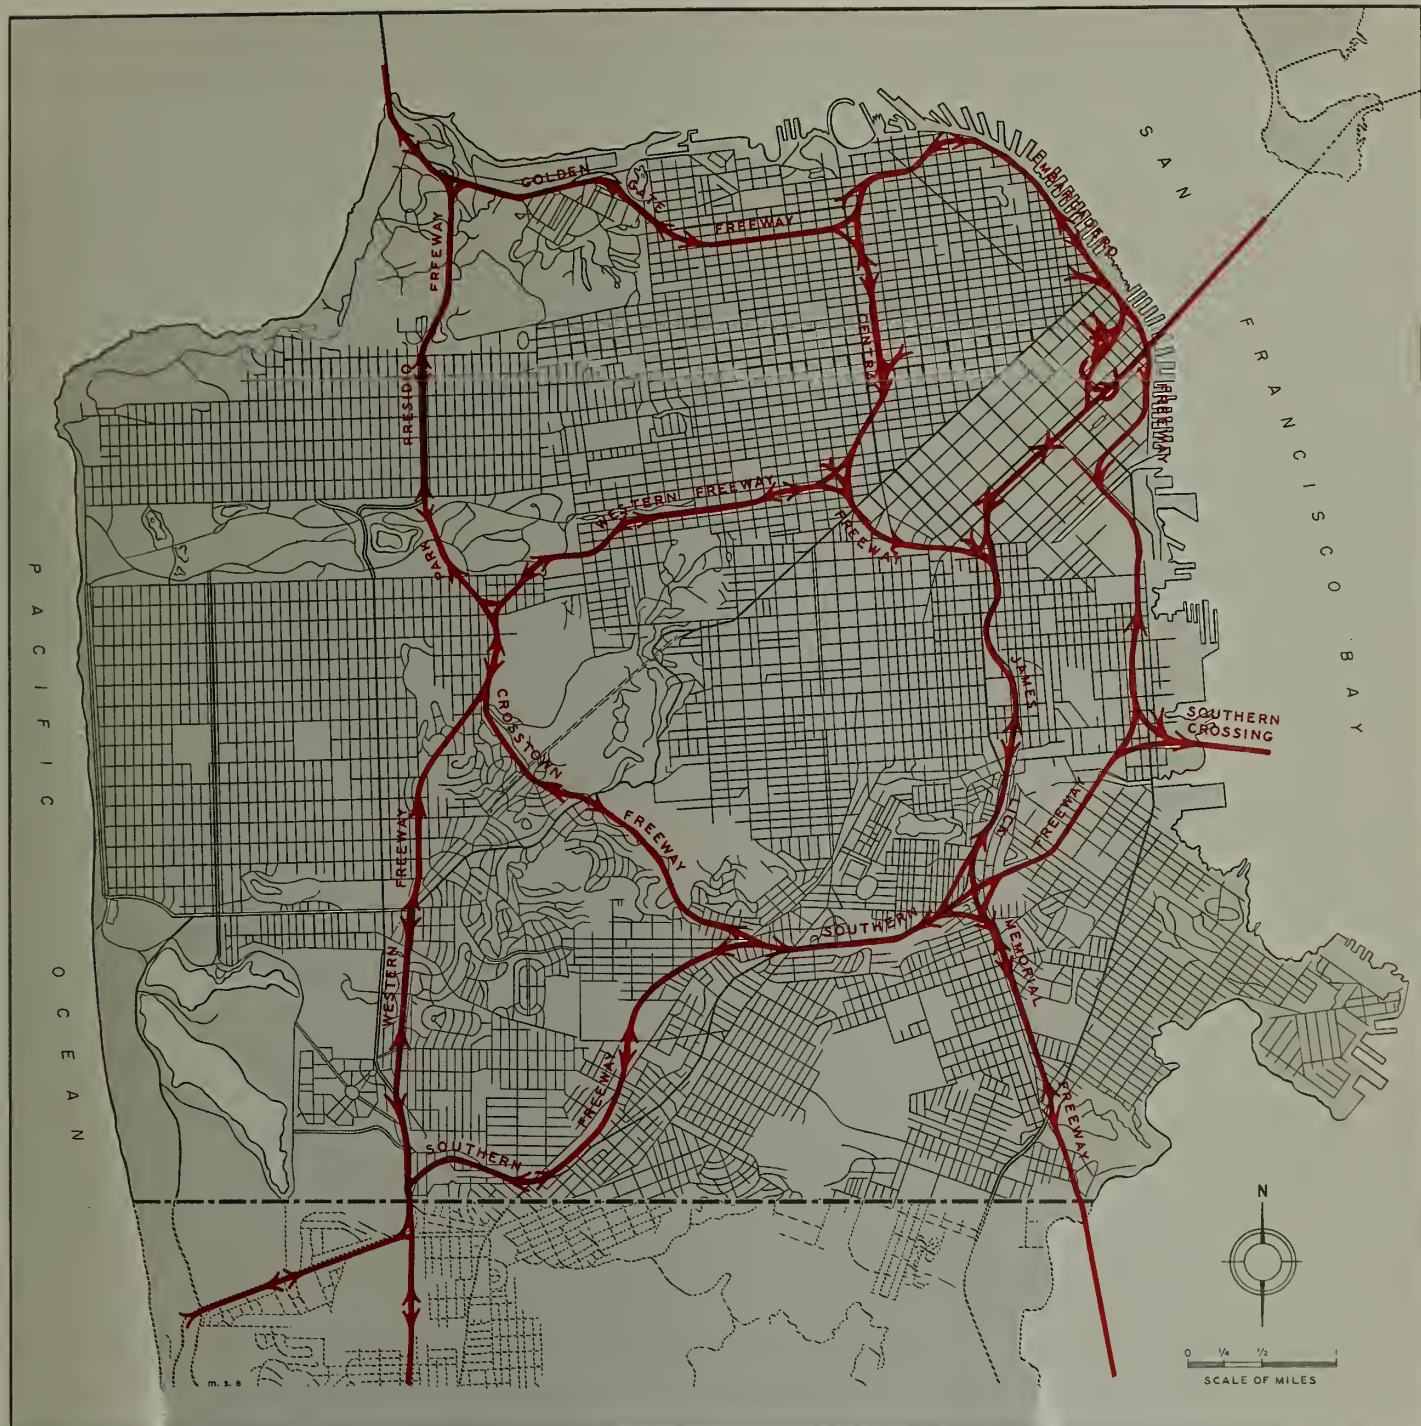 SAN FRANCISCO BAY
GOLDEN GATE FREEWAY
EMBARCADERO FREEWAY
PRESIDIO FREEWAY
CENTRAL FREEWAY
PARK
WESTERN FREEWAY
PACIFIC OCEAN
CROSSTOWN FREEWAY
JAMES LICK MEMORIAL FREEWAY
SOUTHERN
CROSSING
FREEWAY
WESTERN FREEWAY
SOUTHERN
SOUTHERN FREEWAY
N
0 1/4 1/2 1
SCALE OF MILES
m. s. B